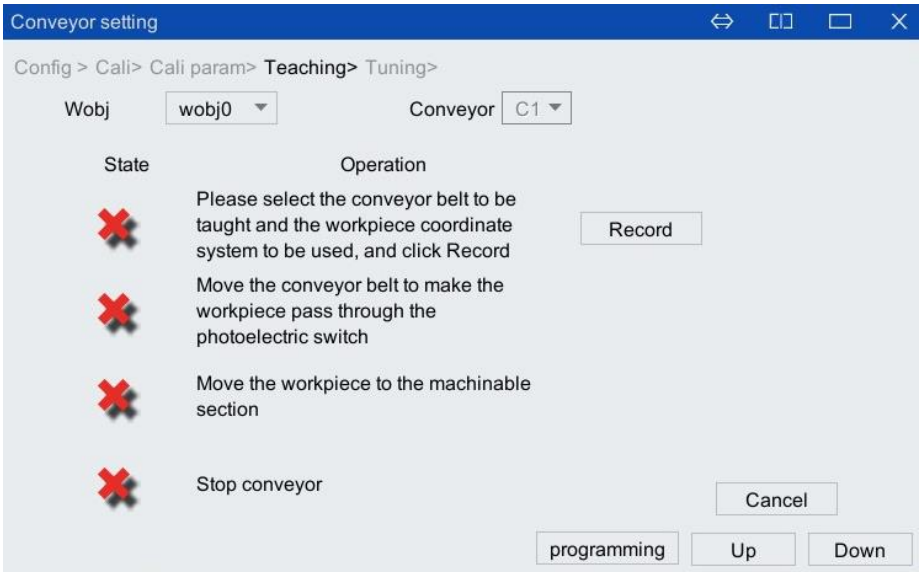 Conveyor setting
Config > Cali> Cali param> Teaching> Tuning>
Wobj wobj0 Conveyor C1
State Operation
Please select the conveyor belt to be
taught and the workpiece coordinate
system to be used, and click Record
Record
Move the conveyor belt to make the
workpiece pass through the
photoelectric switch
Move the workpiece to the machinable
section
Stop conveyor
Cancel
programming Up Down